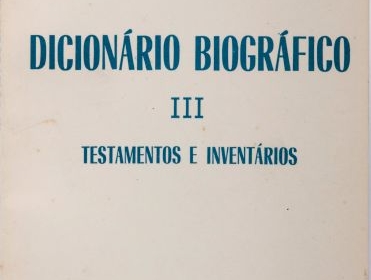 DICIONÁRIO BIOGRÁFICO
III
TESTAMENTOS E INVENTÁRIOS